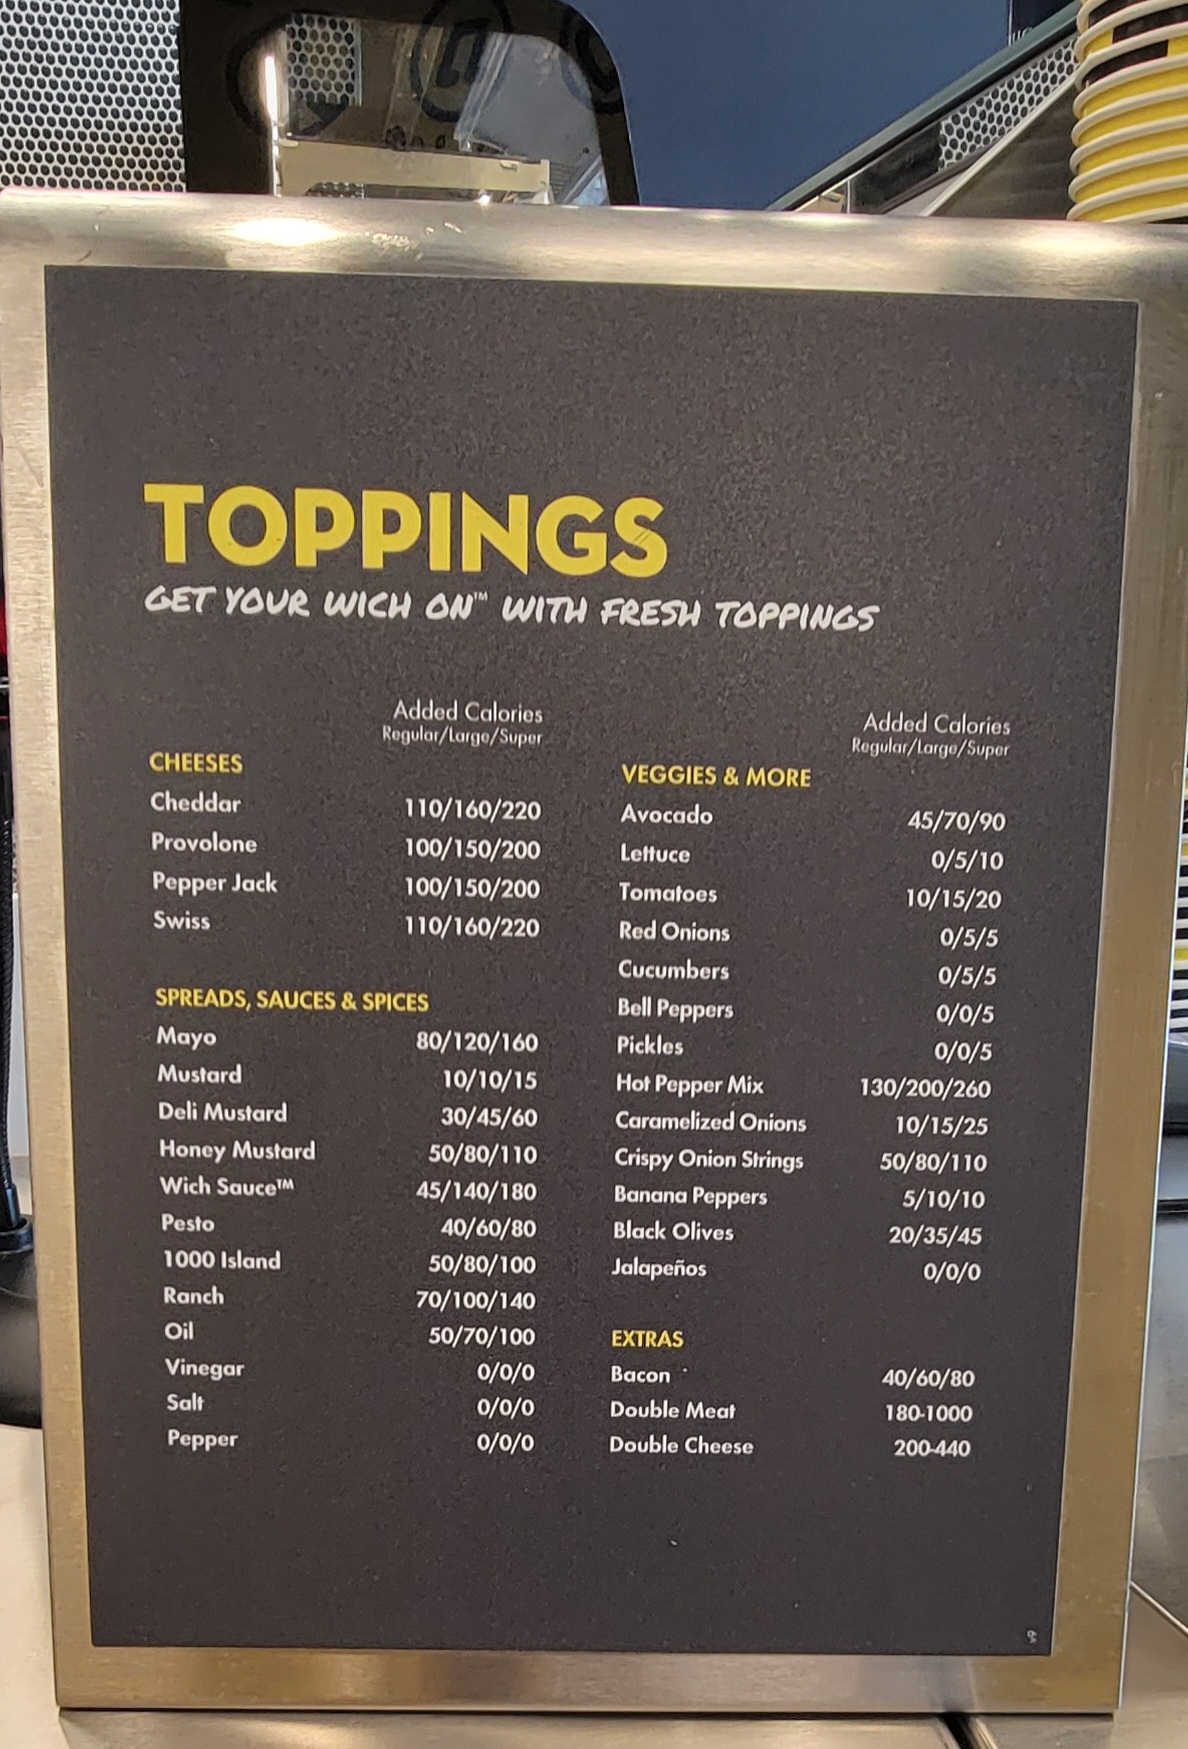 TOPPINGS
GET YOUR WICH ON™ WITH FRESH TOPPINGS
Added Calories
Regular/Large/Super
CHEESES
Cheddar 110/160/220
Provolone 100/150/200
Pepper Jack 100/150/200
Swiss 110/160/220
SPREADS, SAUCES & SPICES
Mayo 80/120/160
Mustard 10/10/15
Deli Mustard 30/45/60
Honey Mustard 50/80/110
Wich Sauce™ 45/140/180
Pesto 40/60/80
1000 Island 50/80/100
Ranch 70/100/140
Oil 50/70/100
Vinegar 0/0/0
Salt 0/0/0
Pepper 0/0/0
Added Calories
Regular/Large/Super
VEGGIES & MORE
Avocado 45/70/90
Lettuce 0/5/10
Tomatoes 10/15/20
Red Onions 0/5/5
Cucumbers 0/5/5
Bell Peppers 0/0/5
Pickles 0/0/5
Hot Pepper Mix 130/200/260
Caramelized Onions 10/15/25
Crispy Onion Strings 50/80/110
Banana Peppers 5/10/10
Black Olives 20/35/45
Jalapeños 0/0/0
EXTRAS
Bacon 40/60/80
Double Meat 180-1000
Double Cheese 200-440